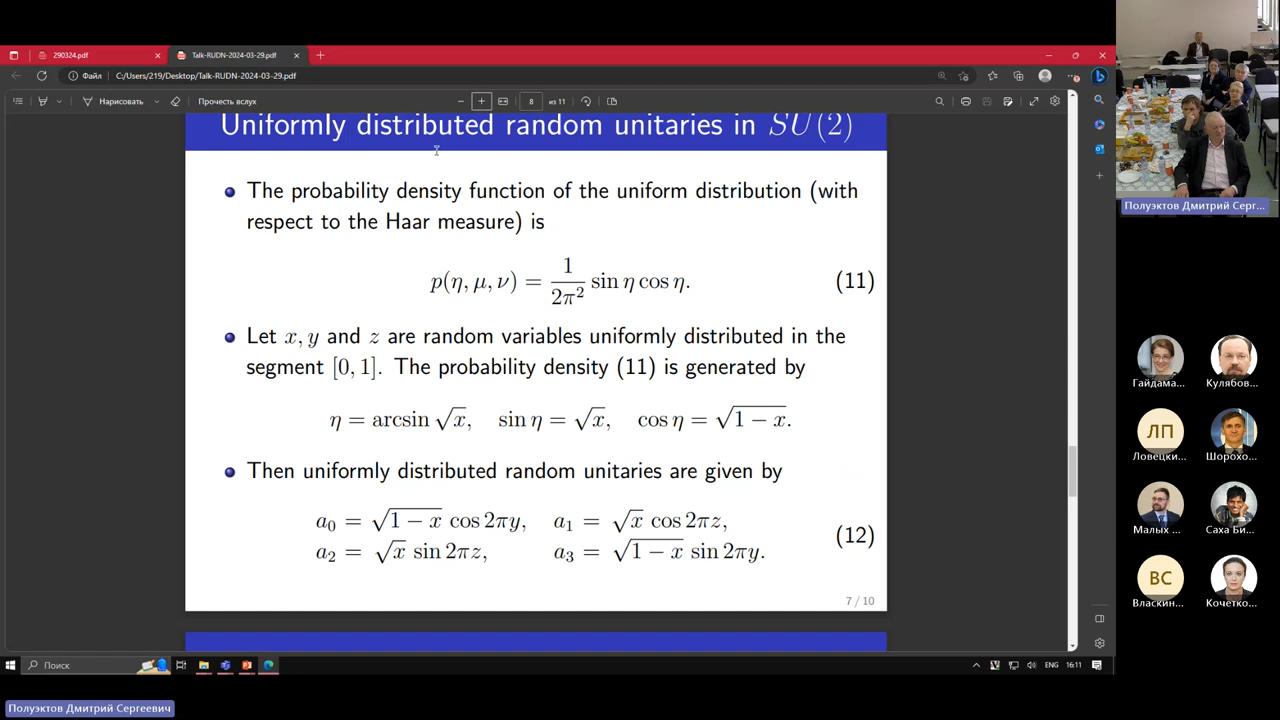 290324.pdf
Talk-RUDN-2024-03-29.pdf
Файл C:/Users/219/Desktop/Talk-RUDN-2024-03-29.pdf
Нарисовать Прочесть вслух 8 из 11
Uniformly distributed random unitaries in SU(2)
The probability density function of the uniform distribution (with
respect to the Haar measure) is
p(η, μ, ν) = 1/2π² sin η cos η. (11)
Let x, y and z are random variables uniformly distributed in the
segment [0, 1]. The probability density (11) is generated by
η = arcsin √x, sin η = √x, cos η = √1 − x.
Then uniformly distributed random unitaries are given by
a₀ = √1 − x cos 2πy, a₁ = √x cos 2πz,
a₂ = √x sin 2πz, a₃ = √1 − x sin 2πy. (12)
7 / 10
Полуэктов Дмитрий Серг...
Гайдама... Кулябов...
ЛП
Ловецки... Шорохо...
Малых ... Саха Би...
ВС
Власкин... Кочетко...
Поиск
ENG 16:11
Полуэктов Дмитрий Сергеевич